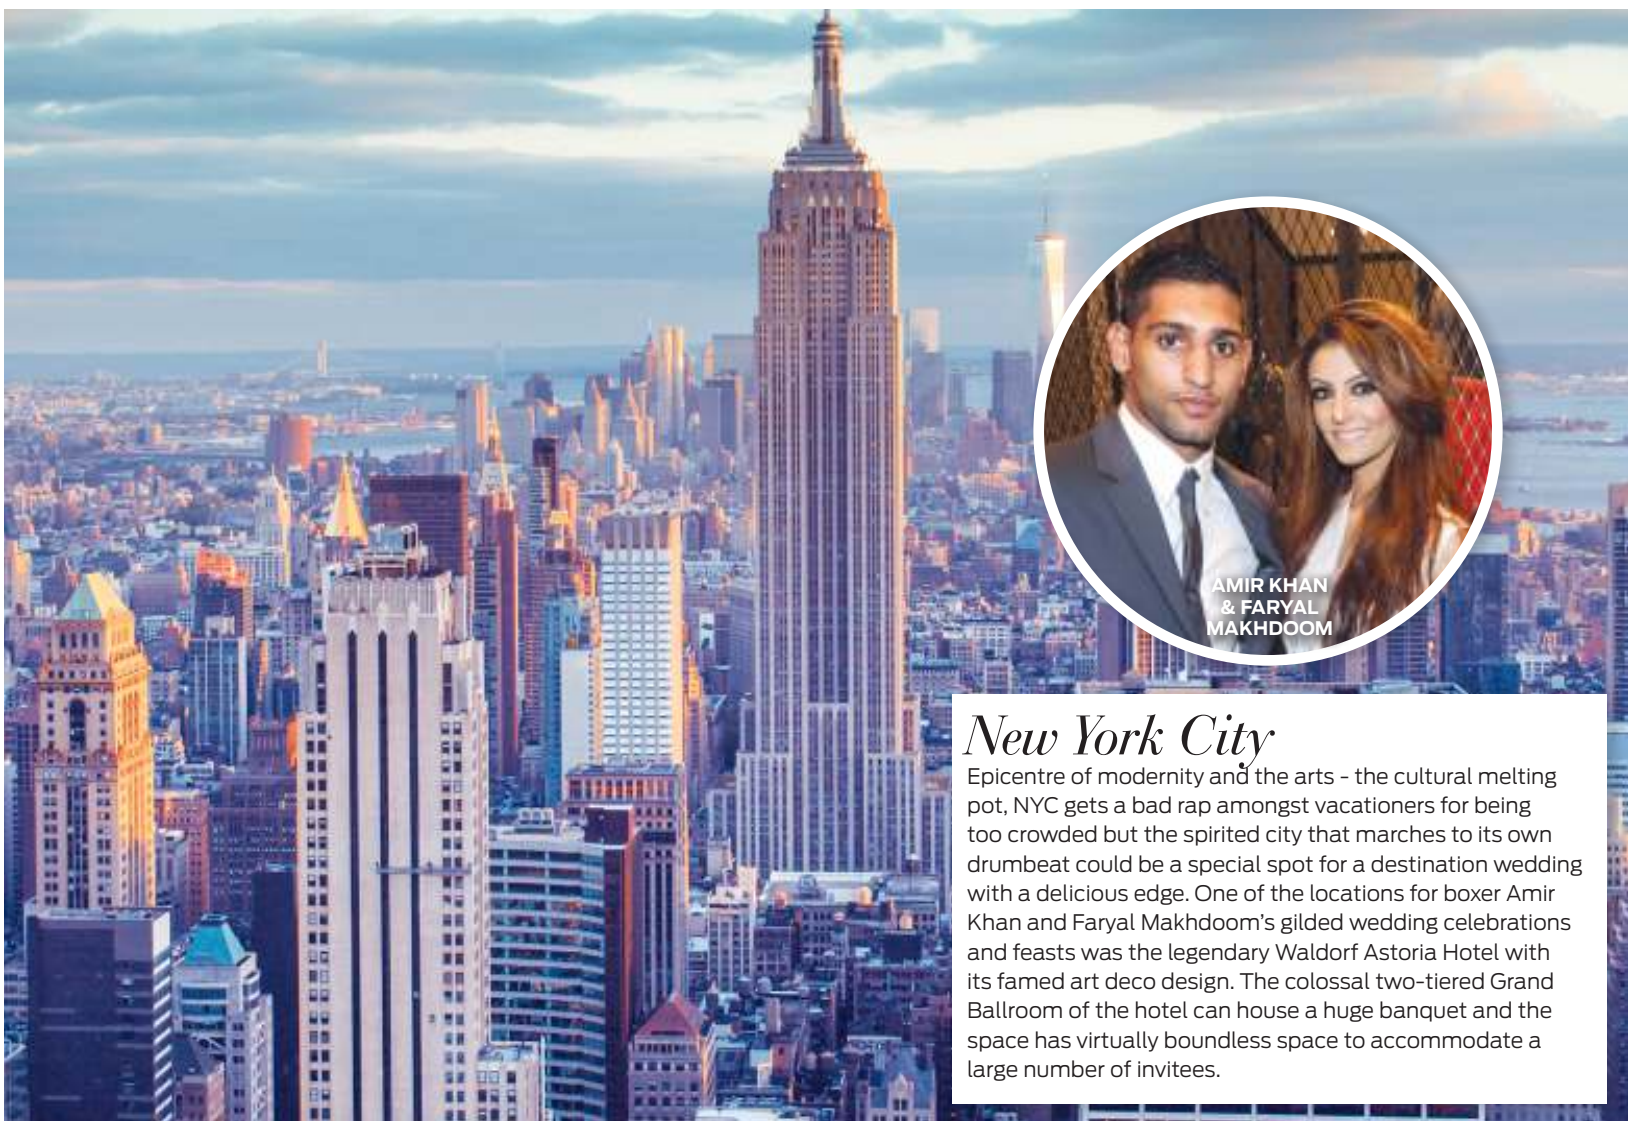 AMIR KHAN
& FARYAL
MAKHDOOM
New York City
Epicentre of modernity and the arts - the cultural melting
pot, NYC gets a bad rap amongst vacationers for being
too crowded but the spirited city that marches to its own
drumbeat could be a special spot for a destination wedding
with a delicious edge. One of the locations for boxer Amir
Khan and Faryal Makhdoom’s gilded wedding celebrations
and feasts was the legendary Waldorf Astoria Hotel with
its famed art deco design. The colossal two-tiered Grand
Ballroom of the hotel can house a huge banquet and the
space has virtually boundless space to accommodate a
large number of invitees.